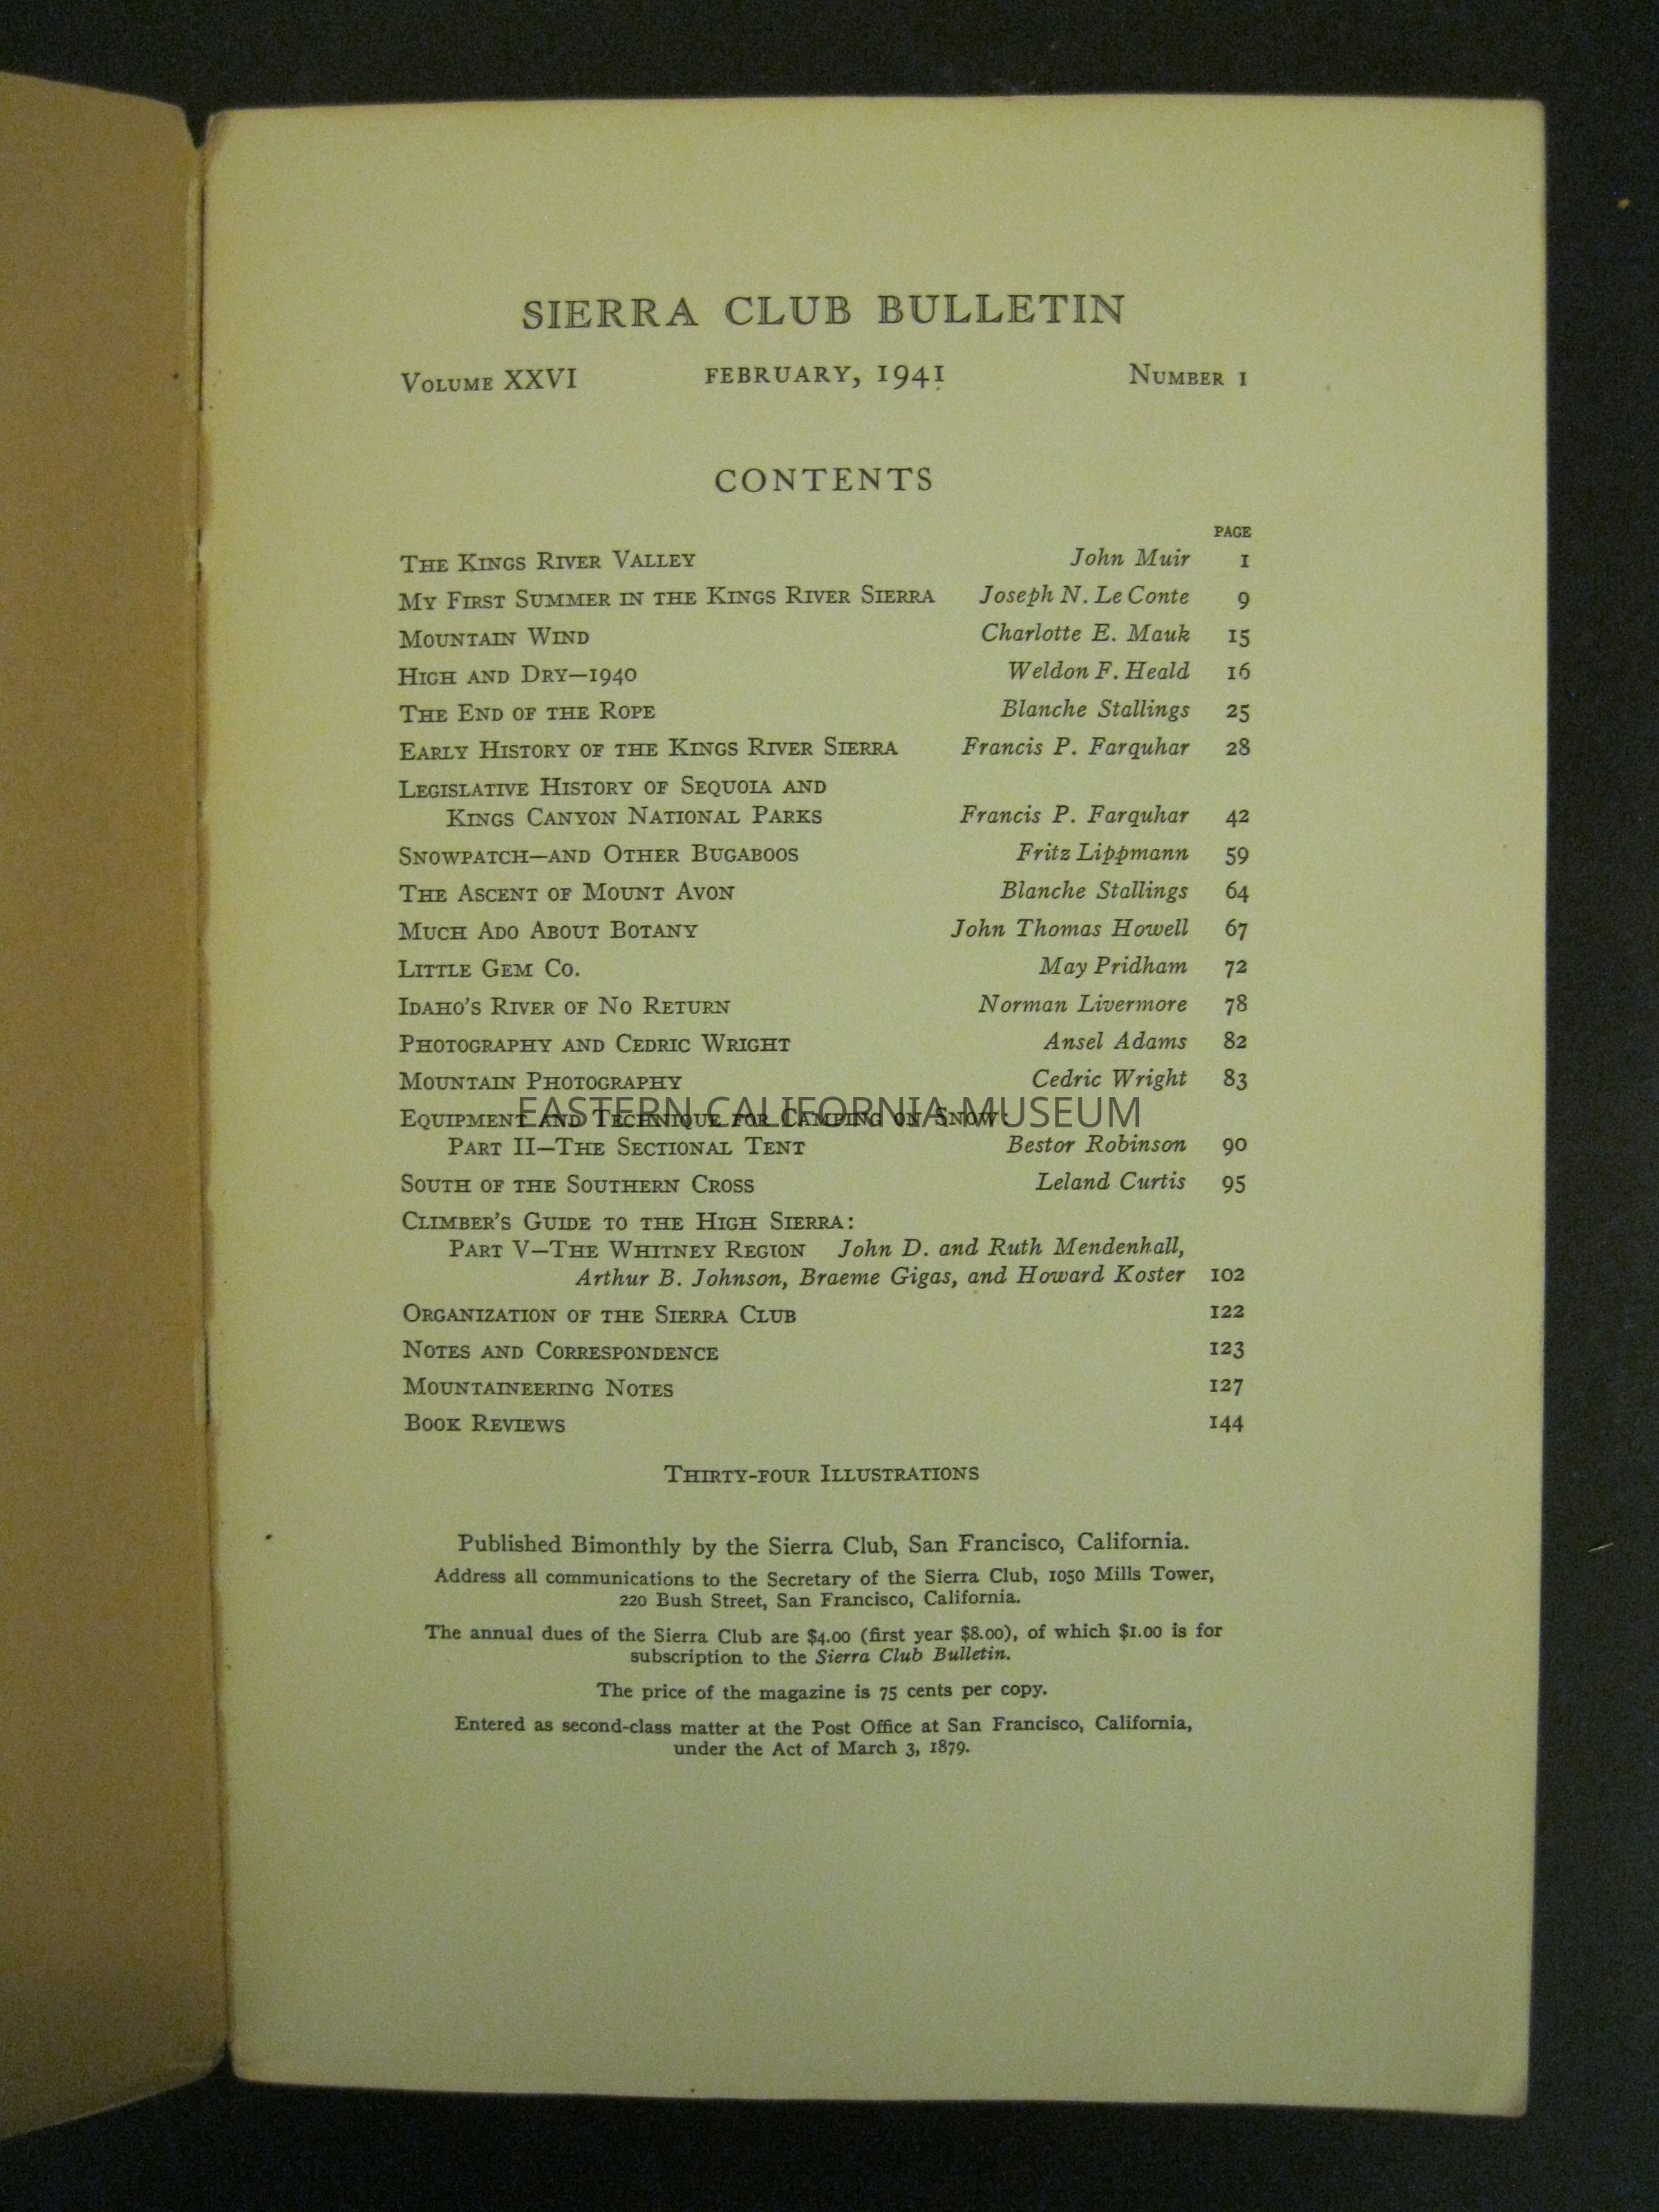 SIERRA CLUB BULLETIN
Volume XXVI FEBRUARY, 1941 Number 1
CONTENTS
PAGE
The Kings River Valley John Muir 1
My First Summer in the Kings River Sierra Joseph N. Le Conte 9
Mountain Wind Charlotte E. Mauk 15
High and Dry—1940 Weldon F. Heald 16
The End of the Rope Blanche Stallings 25
Early History of the Kings River Sierra Francis P. Farquhar 28
Legislative History of Sequoia and
Kings Canyon National Parks Francis P. Farquhar 42
Snowpatch—and Other Bugaboos Fritz Lippmann 59
The Ascent of Mount Avon Blanche Stallings 64
Much Ado About Botany John Thomas Howell 67
Little Gem Co. May Pridham 72
Idaho's River of No Return Norman Livermore 78
Photography and Cedric Wright Ansel Adams 82
Mountain Photography Cedric Wright 83
Equipment and Technique for Camping on Snow:
EASTERN CALIFORNIA MUSEUM
Part II—The Sectional Tent Bestor Robinson 90
South of the Southern Cross Leland Curtis 95
Climber's Guide to the High Sierra:
Part V—The Whitney Region John D. and Ruth Mendenhall,
Arthur B. Johnson, Braeme Gigas, and Howard Koster 102
Organization of the Sierra Club 122
Notes and Correspondence 123
Mountaineering Notes 127
Book Reviews 144
Thirty-four Illustrations
Published Bimonthly by the Sierra Club, San Francisco, California.
Address all communications to the Secretary of the Sierra Club, 1050 Mills Tower,
220 Bush Street, San Francisco, California.
The annual dues of the Sierra Club are $4.00 (first year $8.00), of which $1.00 is for
subscription to the Sierra Club Bulletin.
The price of the magazine is 75 cents per copy.
Entered as second-class matter at the Post Office at San Francisco, California,
under the Act of March 3, 1879.